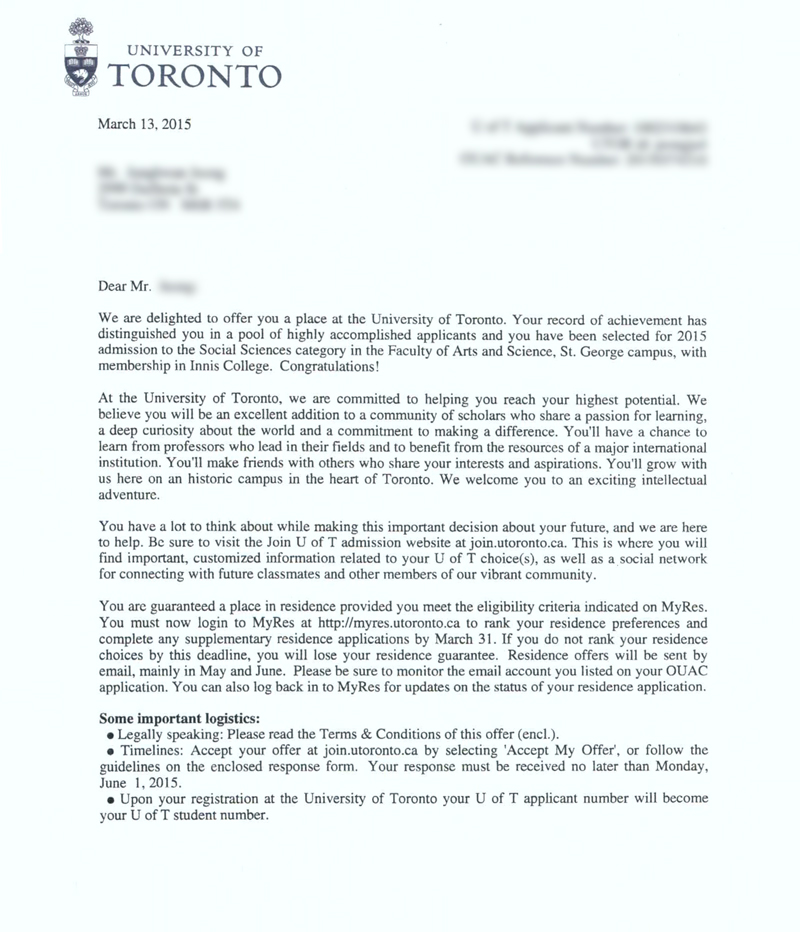 UNIVERSITY OF
TORONTO
March 13, 2015
Dear Mr.
We are delighted to offer you a place at the University of Toronto. Your record of achievement has
distinguished you in a pool of highly accomplished applicants and you have been selected for 2015
admission to the Social Sciences category in the Faculty of Arts and Science, St. George campus, with
membership in Innis College. Congratulations!
At the University of Toronto, we are committed to helping you reach your highest potential. We
believe you will be an excellent addition to a community of scholars who share a passion for learning,
a deep curiosity about the world and a commitment to making a difference. You'll have a chance to
learn from professors who lead in their fields and to benefit from the resources of a major international
institution. You'll make friends with others who share your interests and aspirations. You'll grow with
us here on an historic campus in the heart of Toronto. We welcome you to an exciting intellectual
adventure.
You have a lot to think about while making this important decision about your future, and we are here
to help. Be sure to visit the Join U of T admission website at join.utoronto.ca. This is where you will
find important, customized information related to your U of T choice(s), as well as a social network
for connecting with future classmates and other members of our vibrant community.
You are guaranteed a place in residence provided you meet the eligibility criteria indicated on MyRes.
You must now login to MyRes at http://myres.utoronto.ca to rank your residence preferences and
complete any supplementary residence applications by March 31. If you do not rank your residence
choices by this deadline, you will lose your residence guarantee. Residence offers will be sent by
email, mainly in May and June. Please be sure to monitor the email account you listed on your OUAC
application. You can also log back in to MyRes for updates on the status of your residence application.
Some important logistics:
● Legally speaking: Please read the Terms & Conditions of this offer (encl.).
● Timelines: Accept your offer at join.utoronto.ca by selecting 'Accept My Offer', or follow the
guidelines on the enclosed response form. Your response must be received no later than Monday,
June 1, 2015.
● Upon your registration at the University of Toronto your U of T applicant number will become
your U of T student number.